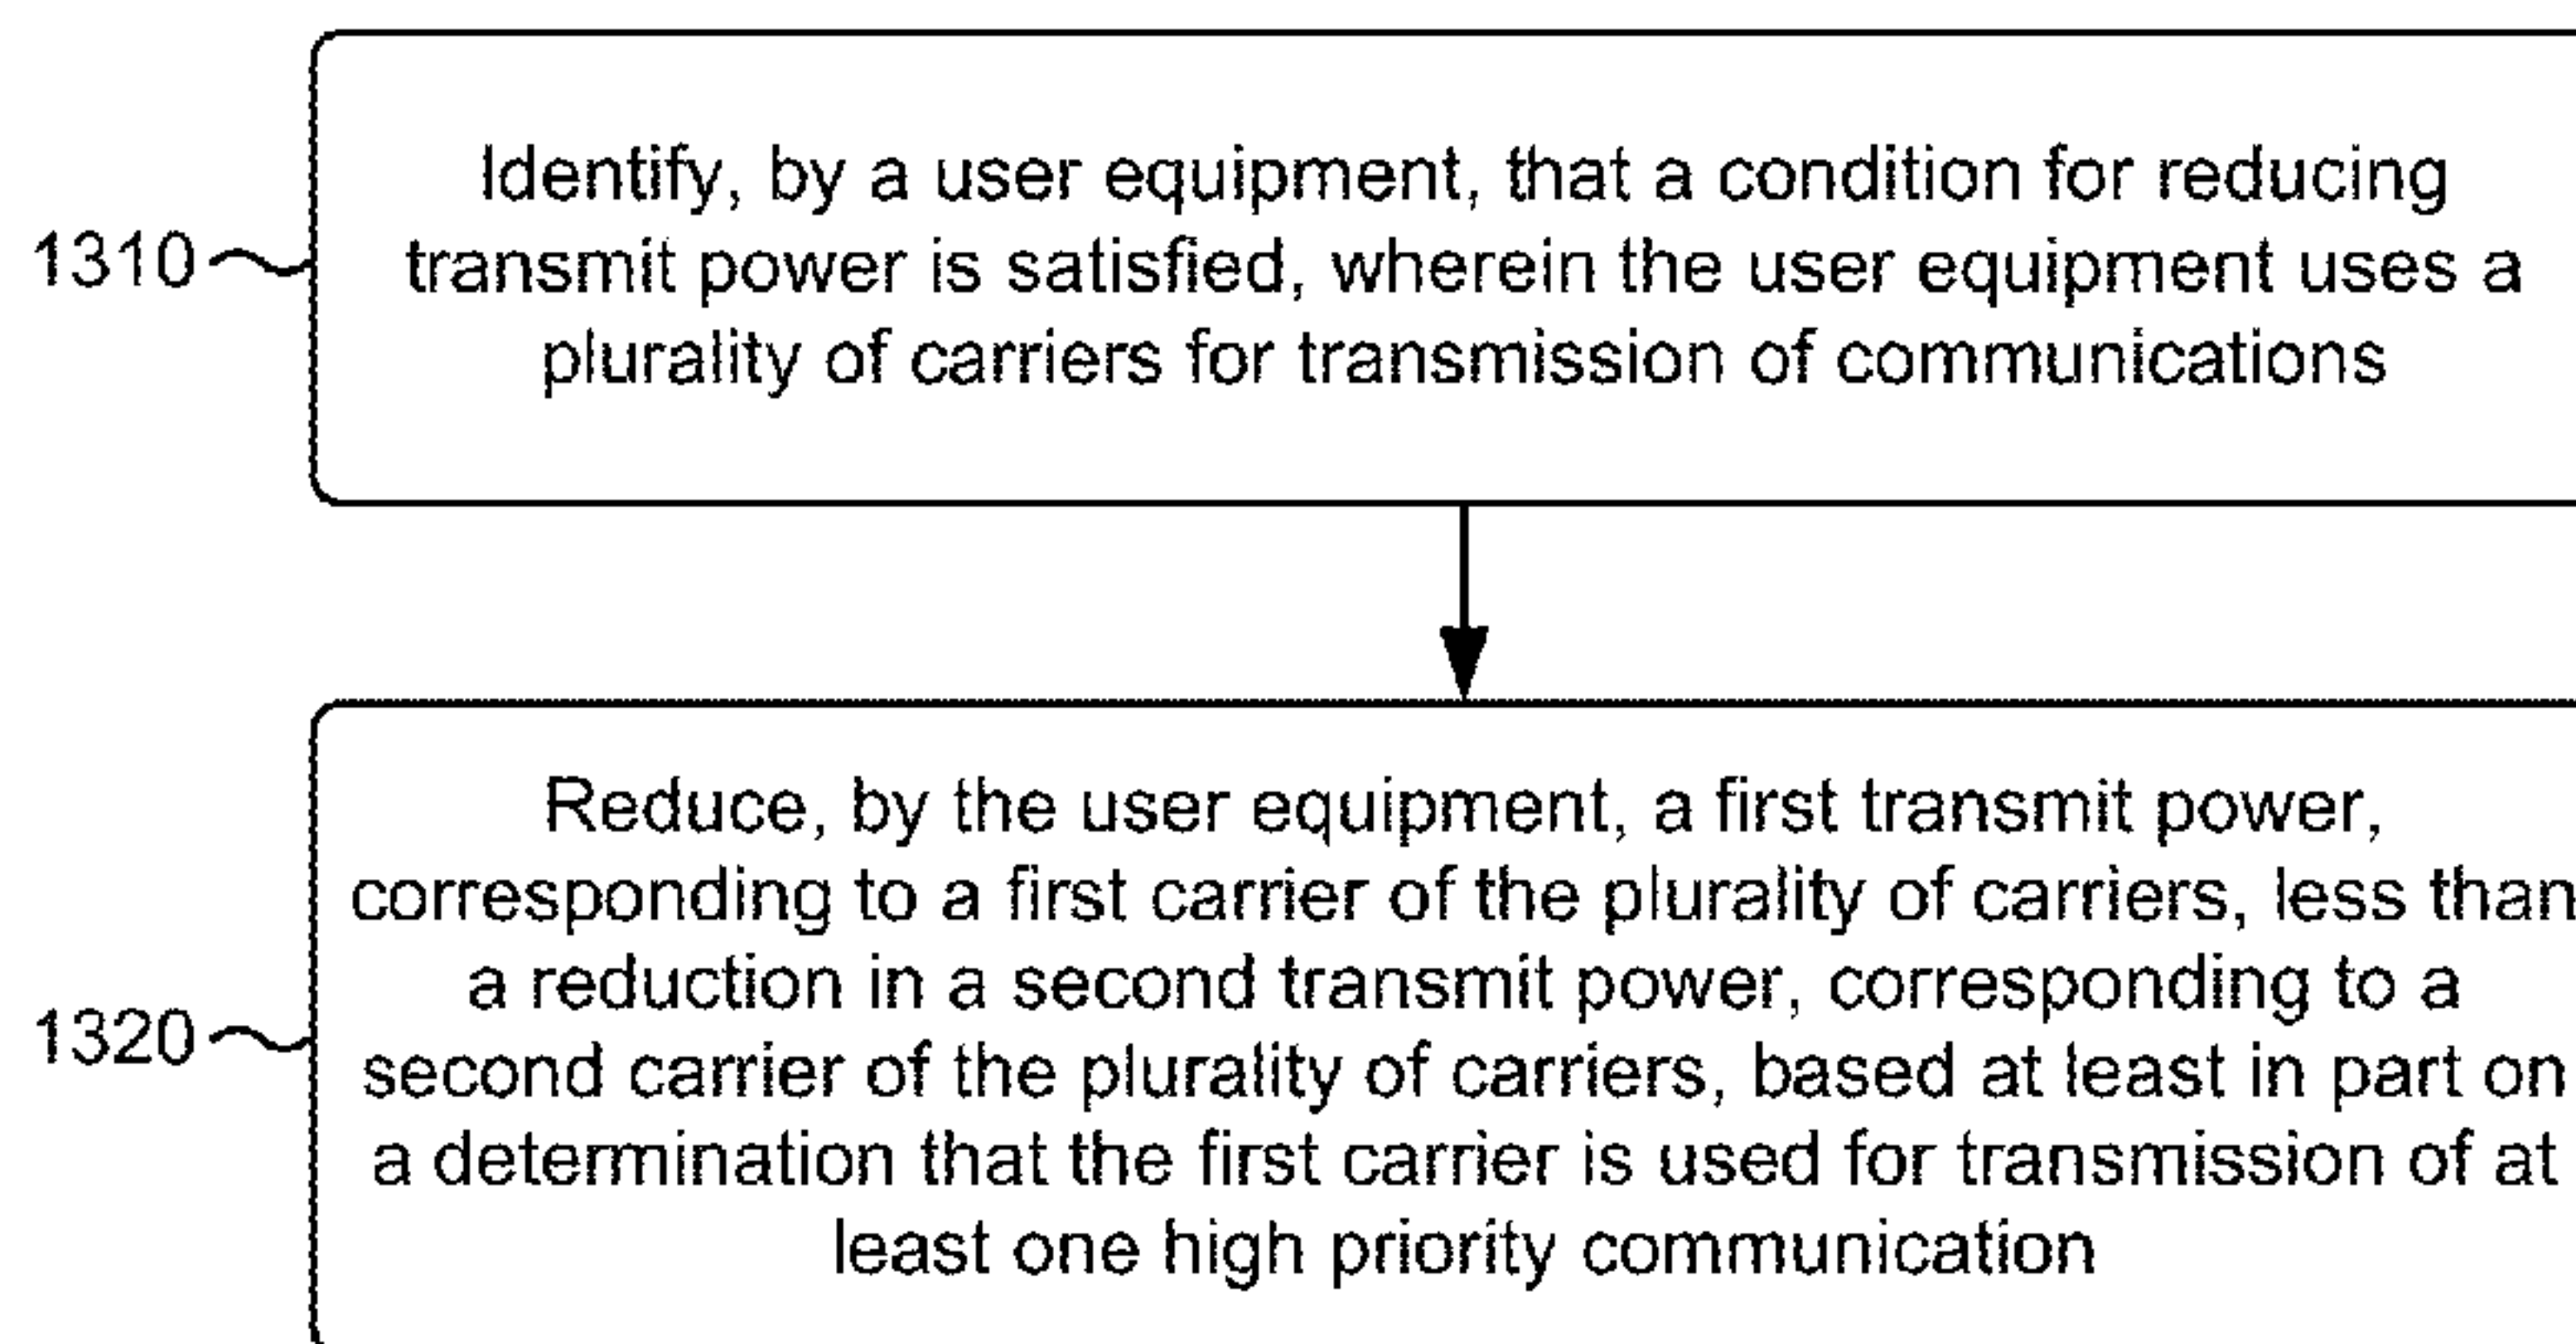 Identify, by a user equipment, that a condition for reducing
1310
transmit power is satisfied, wherein the user equipment uses a
plurality of carriers for transmission of communications
Reduce, by the user equipment, a first transmit power,
corresponding to a first carrier of the plurality of carriers, less than
a reduction in a second transmit power, corresponding to a
1320
second carrier of the plurality of carriers, based at least in part on
a determination that the first carrier is used for transmission of at
least one high priority communication